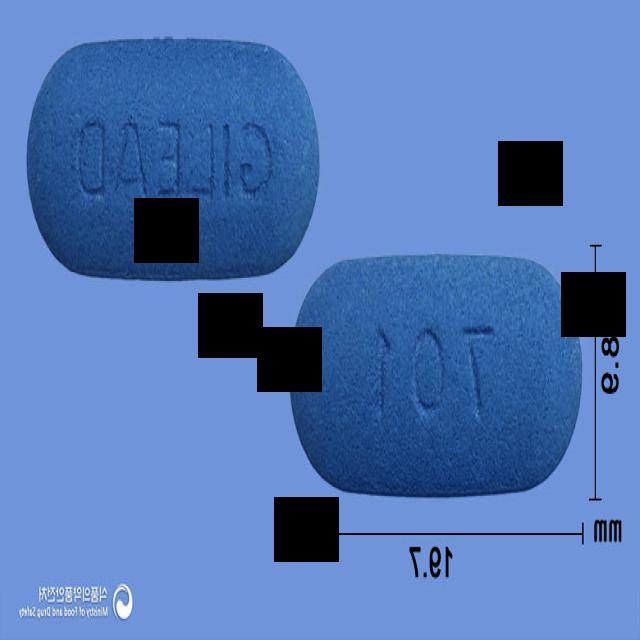 GILEAD
701
8.9
mm
19.7
식품의약품안전처
Ministry of Food and Drug Safety